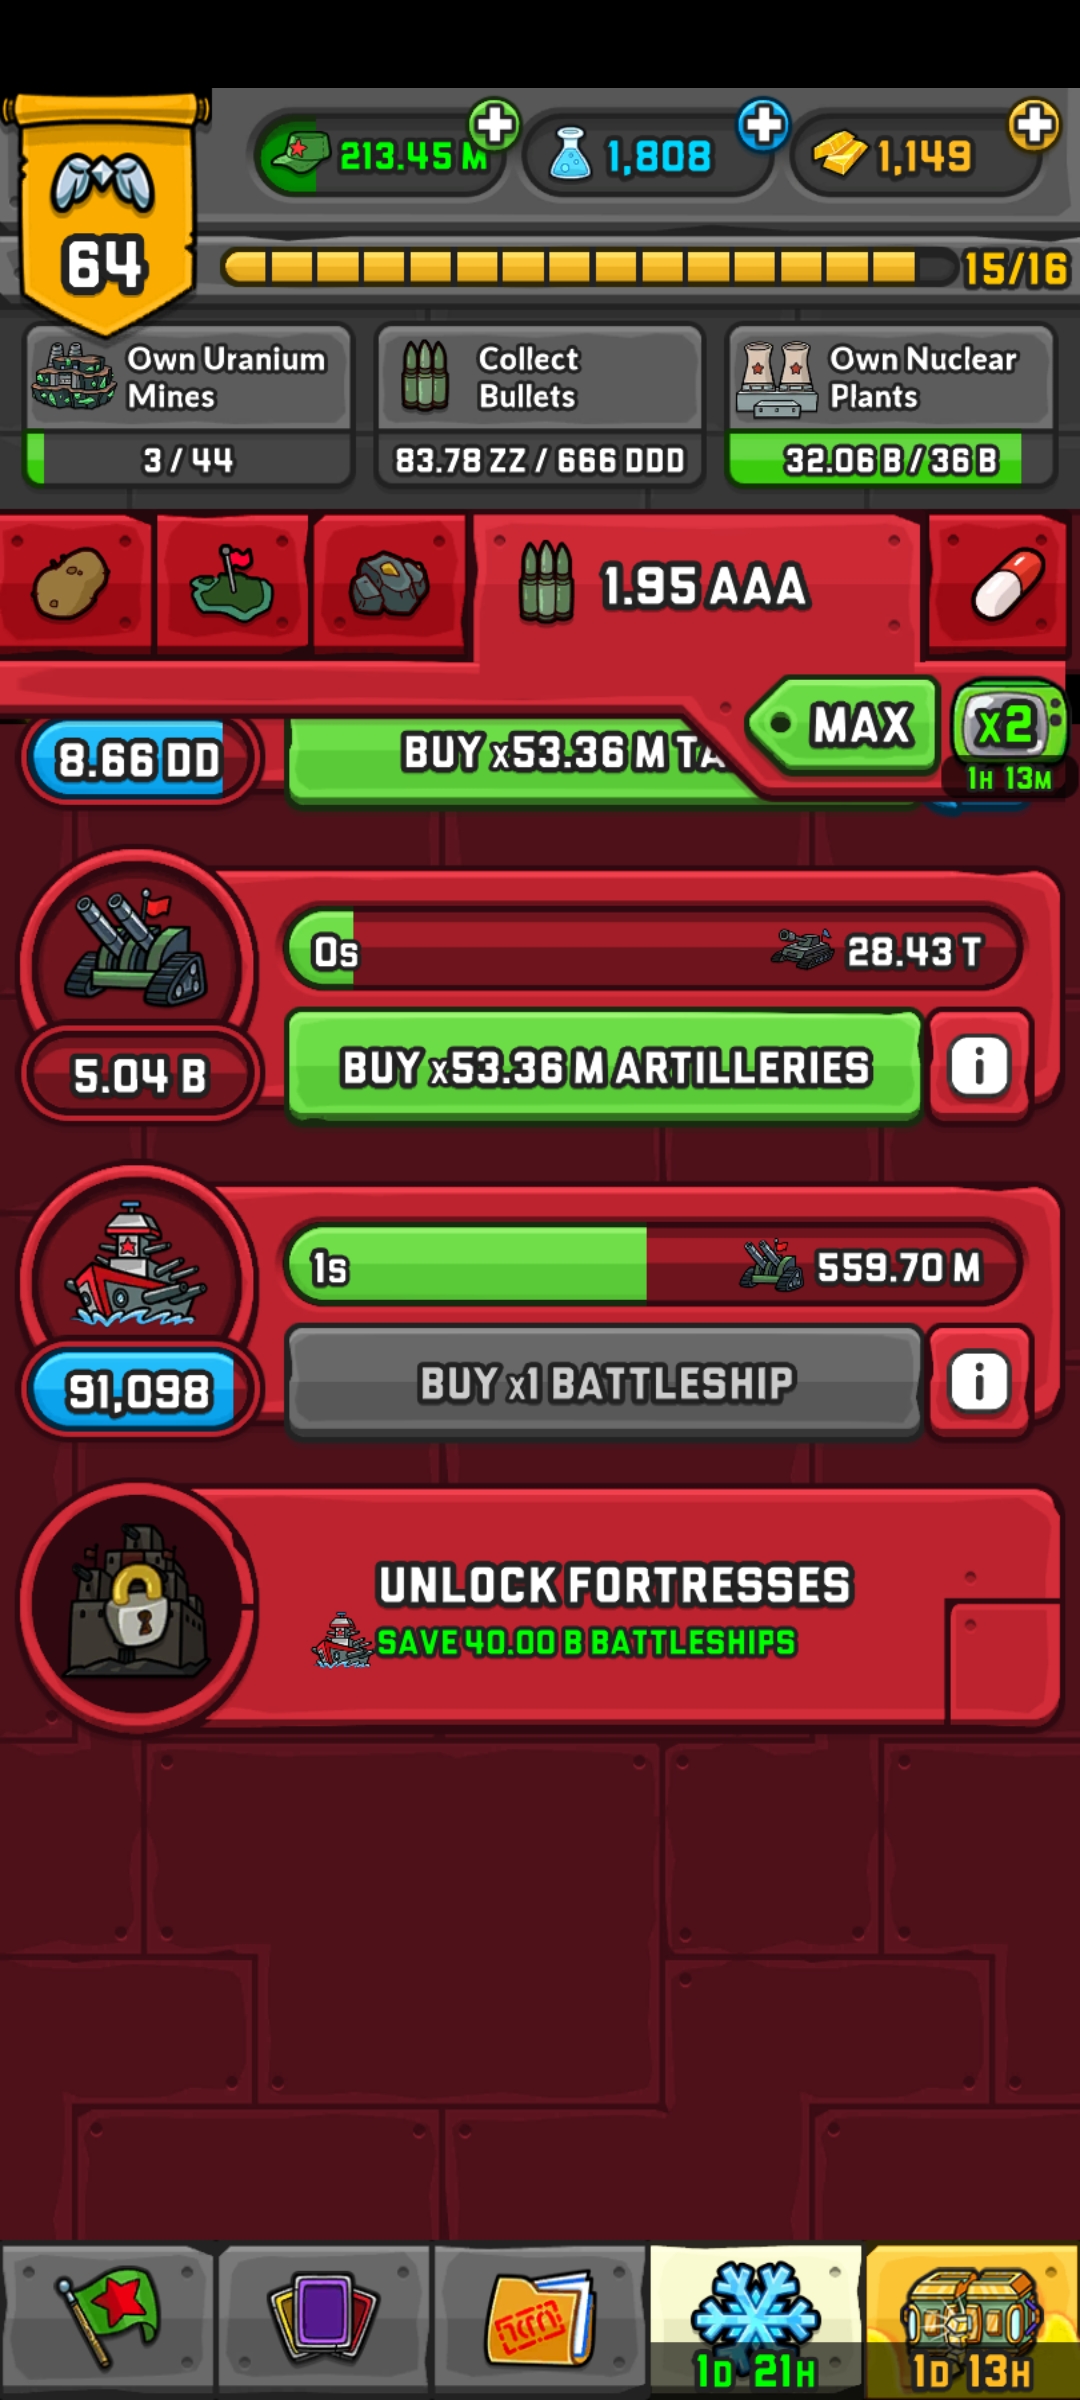 213.45 M
1,808
1,149
64
15/16
Own Uranium
Mines
3 / 44
Collect
Bullets
83.78 ZZ / 666 DDD
Own Nuclear
Plants
32.06 B / 36 B
1.95 AAA
MAX
x2
1H 13M
8.66 DD
BUY x53.36 M TA
0s
28.43 T
5.04 B
BUY x53.36 M ARTILLERIES
i
1s
559.70 M
91,098
BUY x1 BATTLESHIP
i
UNLOCK FORTRESSES
SAVE 40.00 B BATTLESHIPS
1D 21H
1D 13H